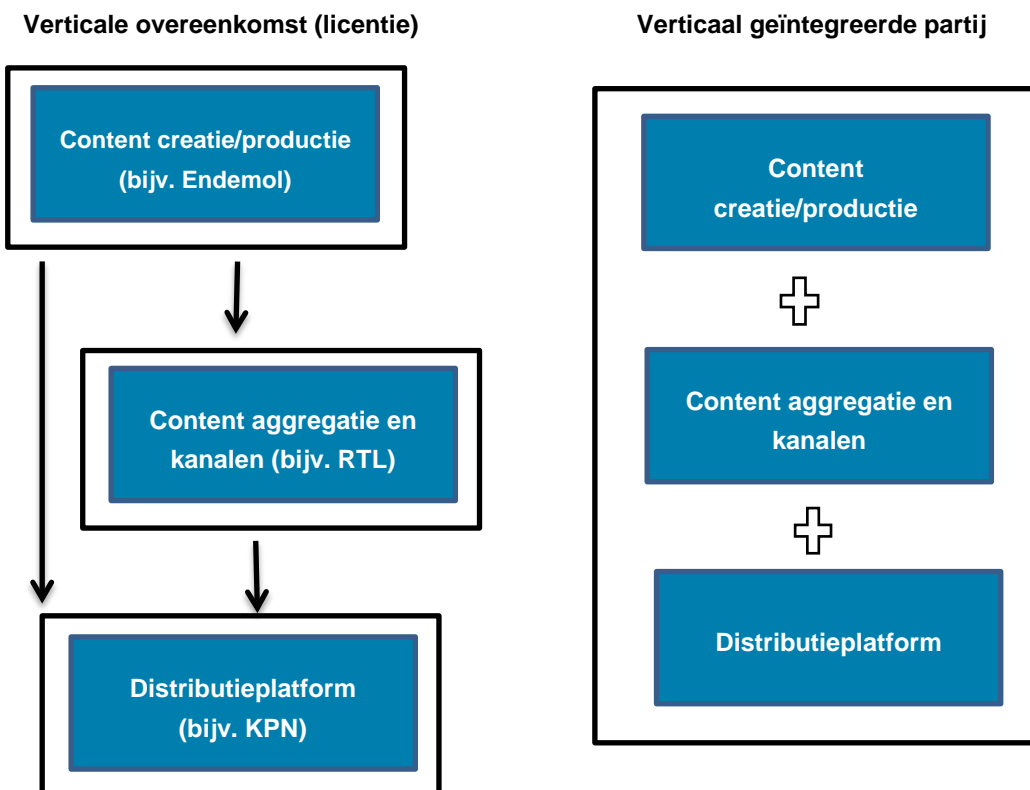 Verticale overeenkomst (licentie)
Content creatie/productie
(bijv. Endemol)
Content aggregatie en
kanalen (bijv. RTL)
Distributieplatform
(bijv. KPN)
Verticaal geïntegreerde partij
Content
creatie/productie
Content aggregatie en
kanalen
Distributieplatform